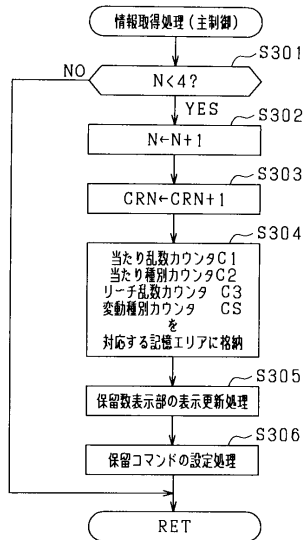 情報取得処理(主制御)
S301
NO
N<4?
YES
S302
N←N+1
S303
CRN←CRN+1
S304
当たり乱数カウンタC1
当たり種別カウンタC2
リーチ乱数カウンタ C3
変動種別カウンタ CS
を
対応する記憶エリアに格納
S305
保留数表示部の表示更新処理
S306
保留コマンドの設定処理
RET